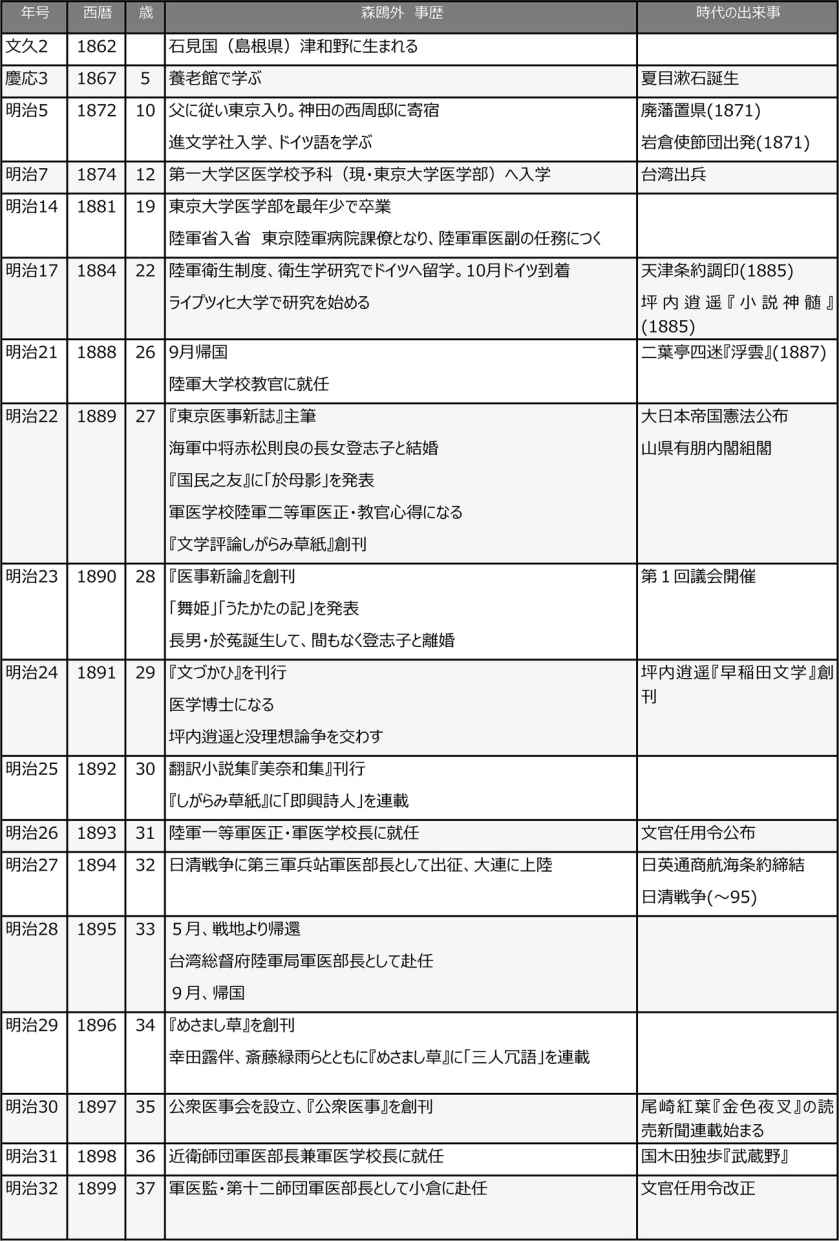 年号 西暦 歳 森鴎外 事歴 時代の出来事
文久2 1862 石見国（島根県）津和野に生まれる
慶応3 1867 5 養老館で学ぶ 夏目漱石誕生
明治5 1872 10 父に従い東京入り。神田の西周邸に寄宿 廃藩置県(1871)
進文学社入学、ドイツ語を学ぶ 岩倉使節団出発(1871)
明治7 1874 12 第一大学区医学校予科（現・東京大学医学部）へ入学 台湾出兵
明治14 1881 19 東京大学医学部を最年少で卒業
陸軍省入省 東京陸軍病院課僚となり、陸軍軍医副の任務につく
明治17 1884 22 陸軍衛生制度、衛生学研究でドイツへ留学。10月ドイツ到着 天津条約調印(1885)
ライプツィヒ大学で研究を始める 坪内逍遥『小説神髄』
(1885)
明治21 1888 26 9月帰国 二葉亭四迷『浮雲』(1887)
陸軍大学校教官に就任
明治22 1889 27 『東京医事新誌』主筆 大日本帝国憲法公布
海軍中将赤松則良の長女登志子と結婚 山県有朋内閣組閣
『国民之友』に「於母影」を発表
軍医学校陸軍二等軍医正・教官心得になる
『文学評論しがらみ草紙』創刊
明治23 1890 28 『医事新論』を創刊 第１回議会開催
「舞姫」「うたかたの記」を発表
長男・於菟誕生して、間もなく登志子と離婚
明治24 1891 29 『文づかひ』を刊行 坪内逍遥『早稲田文学』創
刊
医学博士になる
坪内逍遥と没理想論争を交わす
明治25 1892 30 翻訳小説集『美奈和集』刊行
『しがらみ草紙』に「即興詩人」を連載
明治26 1893 31 陸軍一等軍医正・軍医学校長に就任 文官任用令公布
明治27 1894 32 日清戦争に第三軍兵站軍医部長として出征、大連に上陸 日英通商航海条約締結
日清戦争(～95)
明治28 1895 33 ５月、戦地より帰還
台湾総督府陸軍局軍医部長として赴任
９月、帰国
明治29 1896 34 『めさまし草』を創刊
幸田露伴、斎藤緑雨らとともに『めさまし草』に「三人冗語」を連載
明治30 1897 35 公衆医事会を設立、『公衆医事』を創刊 尾崎紅葉『金色夜叉』の読
売新聞連載始まる
明治31 1898 36 近衛師団軍医部長兼軍医学校長に就任 国木田独歩『武蔵野』
明治32 1899 37 軍医監・第十二師団軍医部長として小倉に赴任 文官任用令改正